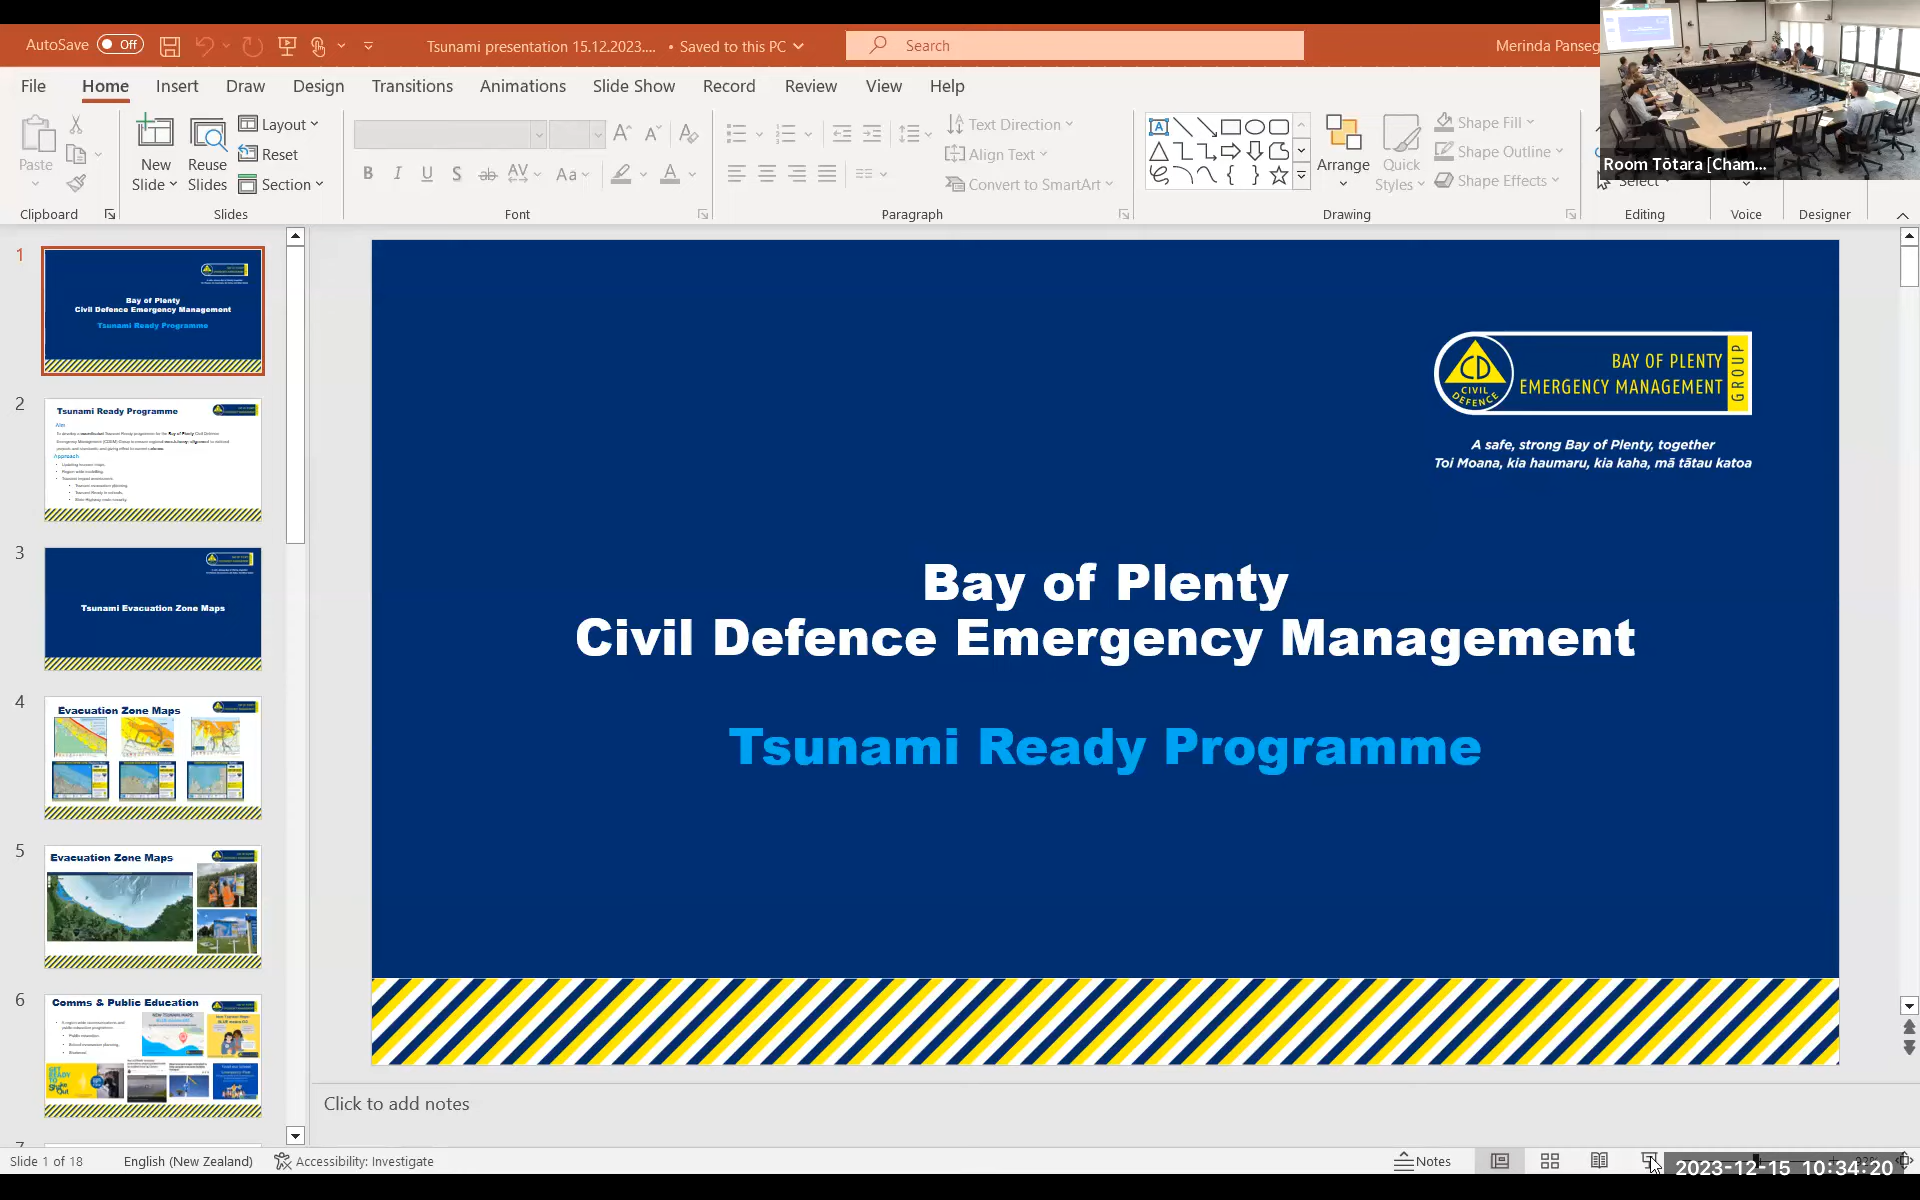 AutoSave Off
Tsunami presentation 15.12.2023.... • Saved to this PC
Search
Merinda Panseg
File Home Insert Draw Design Transitions Animations Slide Show Record Review View Help
Paste
Clipboard
New Slide
Reuse Slides
Layout
Reset
Section
Slides
Font
Text Direction
Align Text
Convert to SmartArt
Paragraph
Arrange
Quick Styles
Shape Fill
Shape Outline
Shape Effects
Drawing
Select
Editing
Voice
Designer
Room Tōtara [Cham...
1
Bay of Plenty
Civil Defence Emergency Management
Tsunami Ready Programme
2
Tsunami Ready Programme
Aim
Approach
3
Tsunami Evacuation Zone Maps
4
Evacuation Zone Maps
5
Evacuation Zone Maps
6
Comms & Public Education
CD
CIVIL DEFENCE
BAY OF PLENTY
EMERGENCY MANAGEMENT
GROUP
A safe, strong Bay of Plenty, together
Toi Moana, kia haumaru, kia kaha, mā tātau katoa
Bay of Plenty
Civil Defence Emergency Management
Tsunami Ready Programme
Click to add notes
Slide 1 of 18
English (New Zealand)
Accessibility: Investigate
Notes
2023-12-15 10:34:20